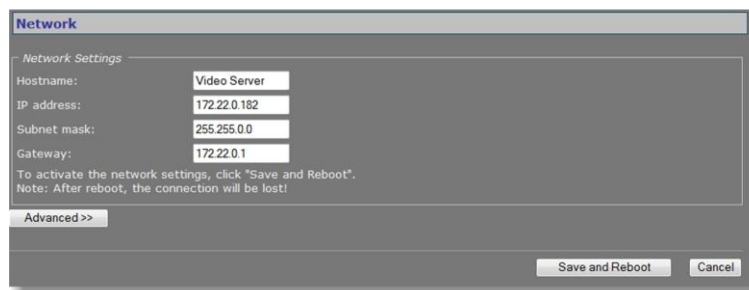 Network
Network Settings
Hostname: Video Server
IP address: 172.22.0.182
Subnet mask: 255.255.0.0
Gateway: 172.22.0.1
To activate the network settings, click "Save and Reboot".
Note: After reboot, the connection will be lost!
Advanced >>
Save and Reboot Cancel